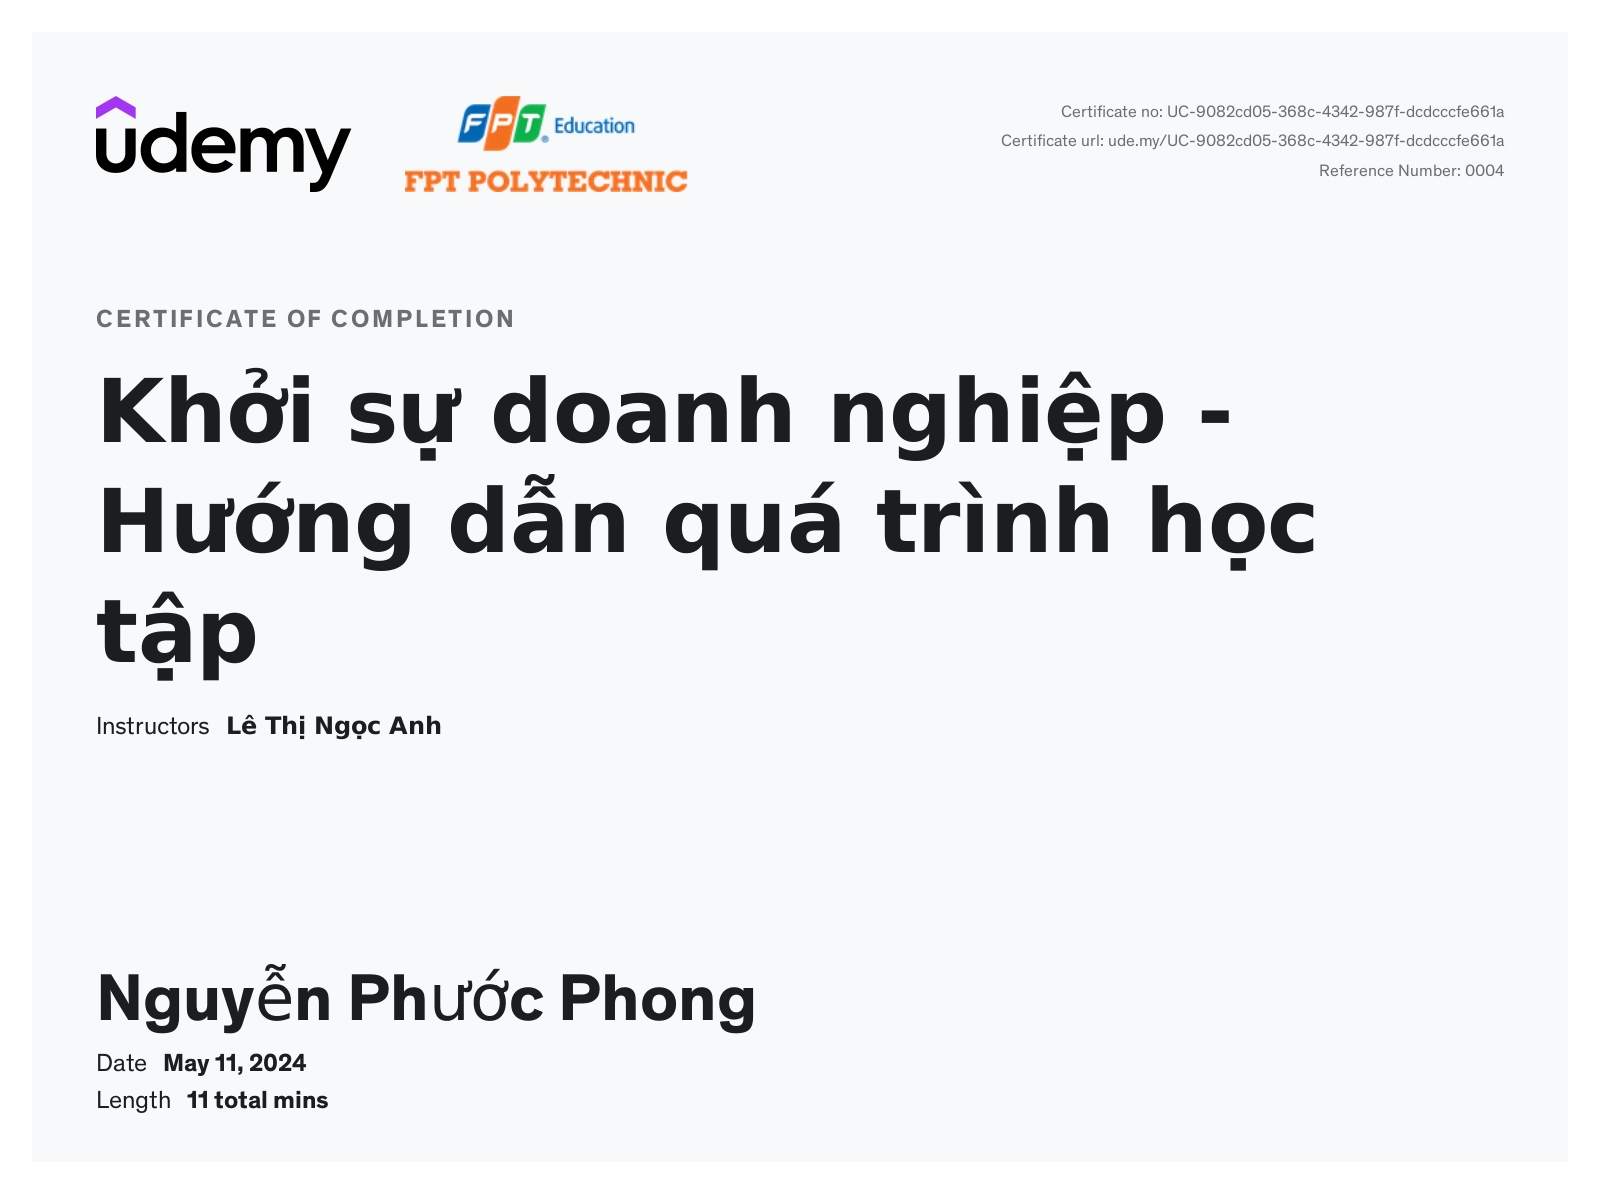 udemy
FPT Education
FPT POLYTECHNIC
Certificate no: UC-9082cd05-368c-4342-987f-dcdcccfe661a
Certificate url: ude.my/UC-9082cd05-368c-4342-987f-dcdcccfe661a
Reference Number: 0004
CERTIFICATE OF COMPLETION
Khởi sự doanh nghiệp -
Hướng dẫn quá trình học
tập
Instructors Lê Thị Ngọc Anh
Nguyễn Phước Phong
Date May 11, 2024
Length 11 total mins